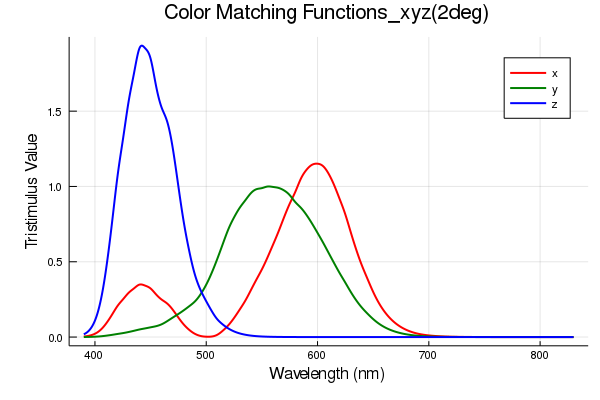 Color Matching Functions_xyz(2deg)
x
y
z
Tristimulus Value
1.5
1.0
0.5
0.0
400 500 600 700 800
Wavelength (nm)